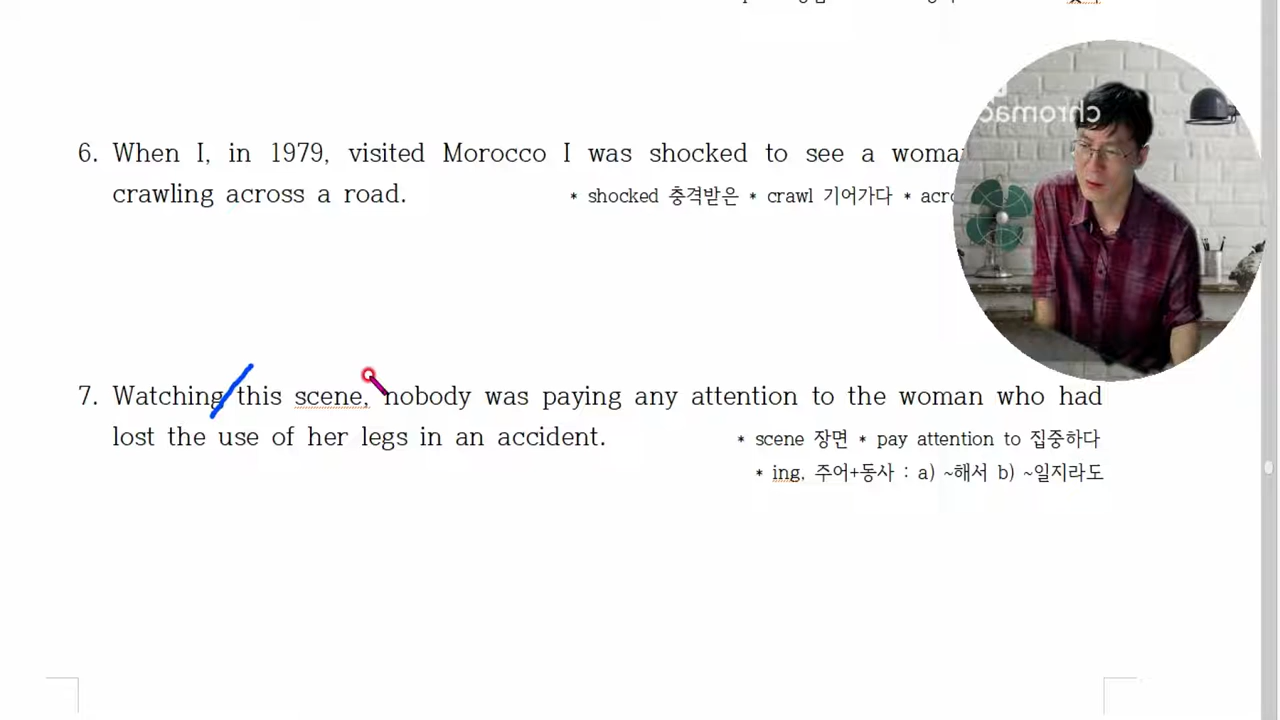 6. When I, in 1979, visited Morocco I was shocked to see a
crawling across a road. * shocked 충격받은 * crawl 기어가다 *
7. Watching this scene, nobody was paying any attention to the woman who had
lost the use of her legs in an accident. * scene 장면 * pay attention to 집중하다
* ing, 주어+동사 : a) ~해서 b) ~일지라도